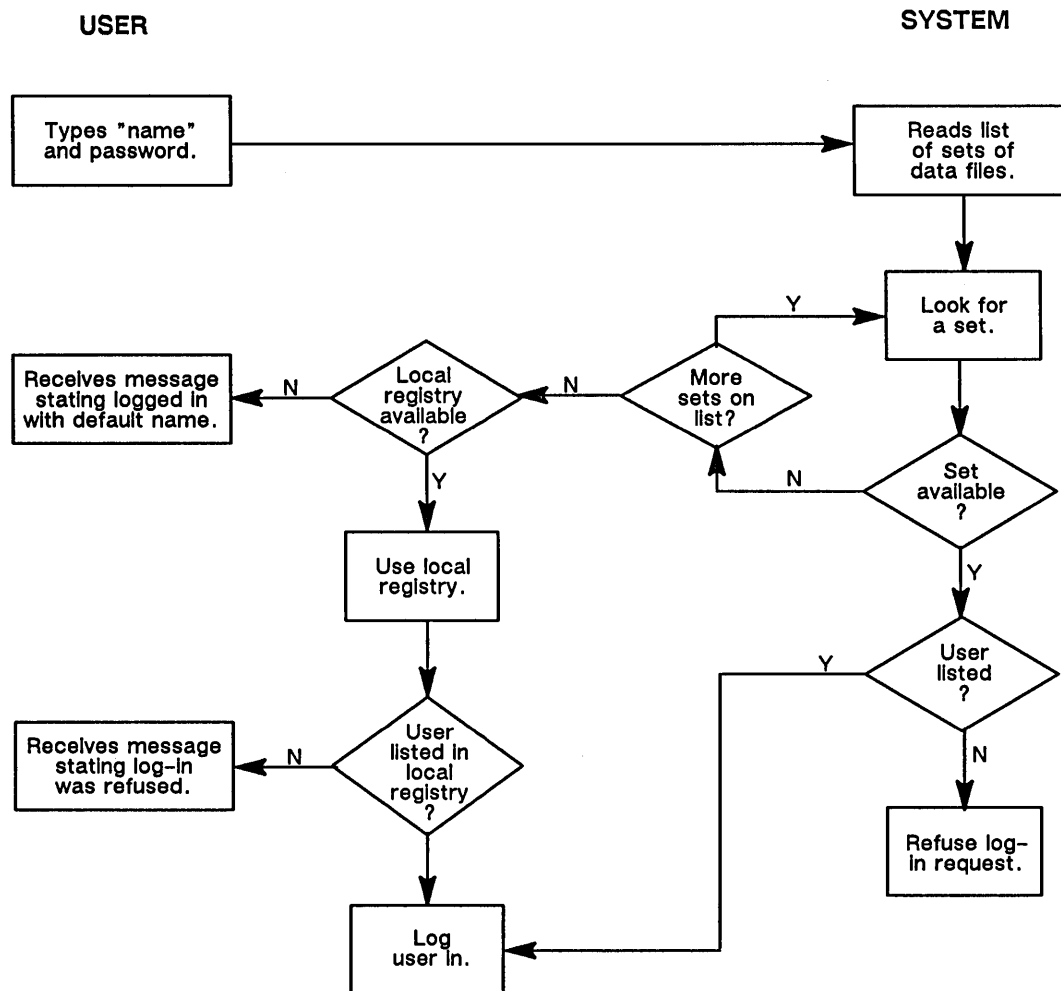 USER
SYSTEM
Types "name"
and password.
Reads list
of sets of
data files.
Look for
a set.
Y
More
sets on
list?
N
Local
registry
available
?
N
Receives message
stating logged in
with default name.
N
Set
available
?
Y
Y
Use local
registry.
User
listed
?
Y
N
User
listed in
local
registry
?
N
Receives message
stating log-in
was refused.
Refuse log-
in request.
Log
user in.